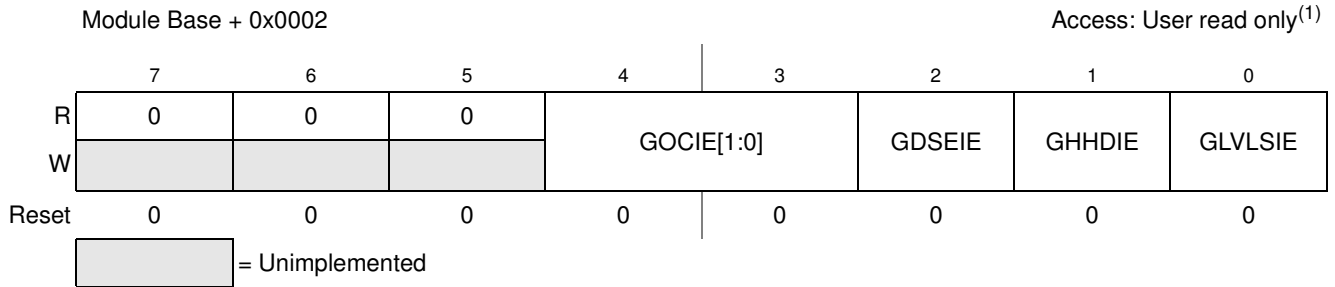 Module Base + 0x0002 Access: User read only(1)
7 6 5 4 3 2 1 0
R 0 0 0 GOCIE[1:0] GDSEIE GHHDIE GLVLSIE
W
Reset 0 0 0 0 0 0 0 0
= Unimplemented